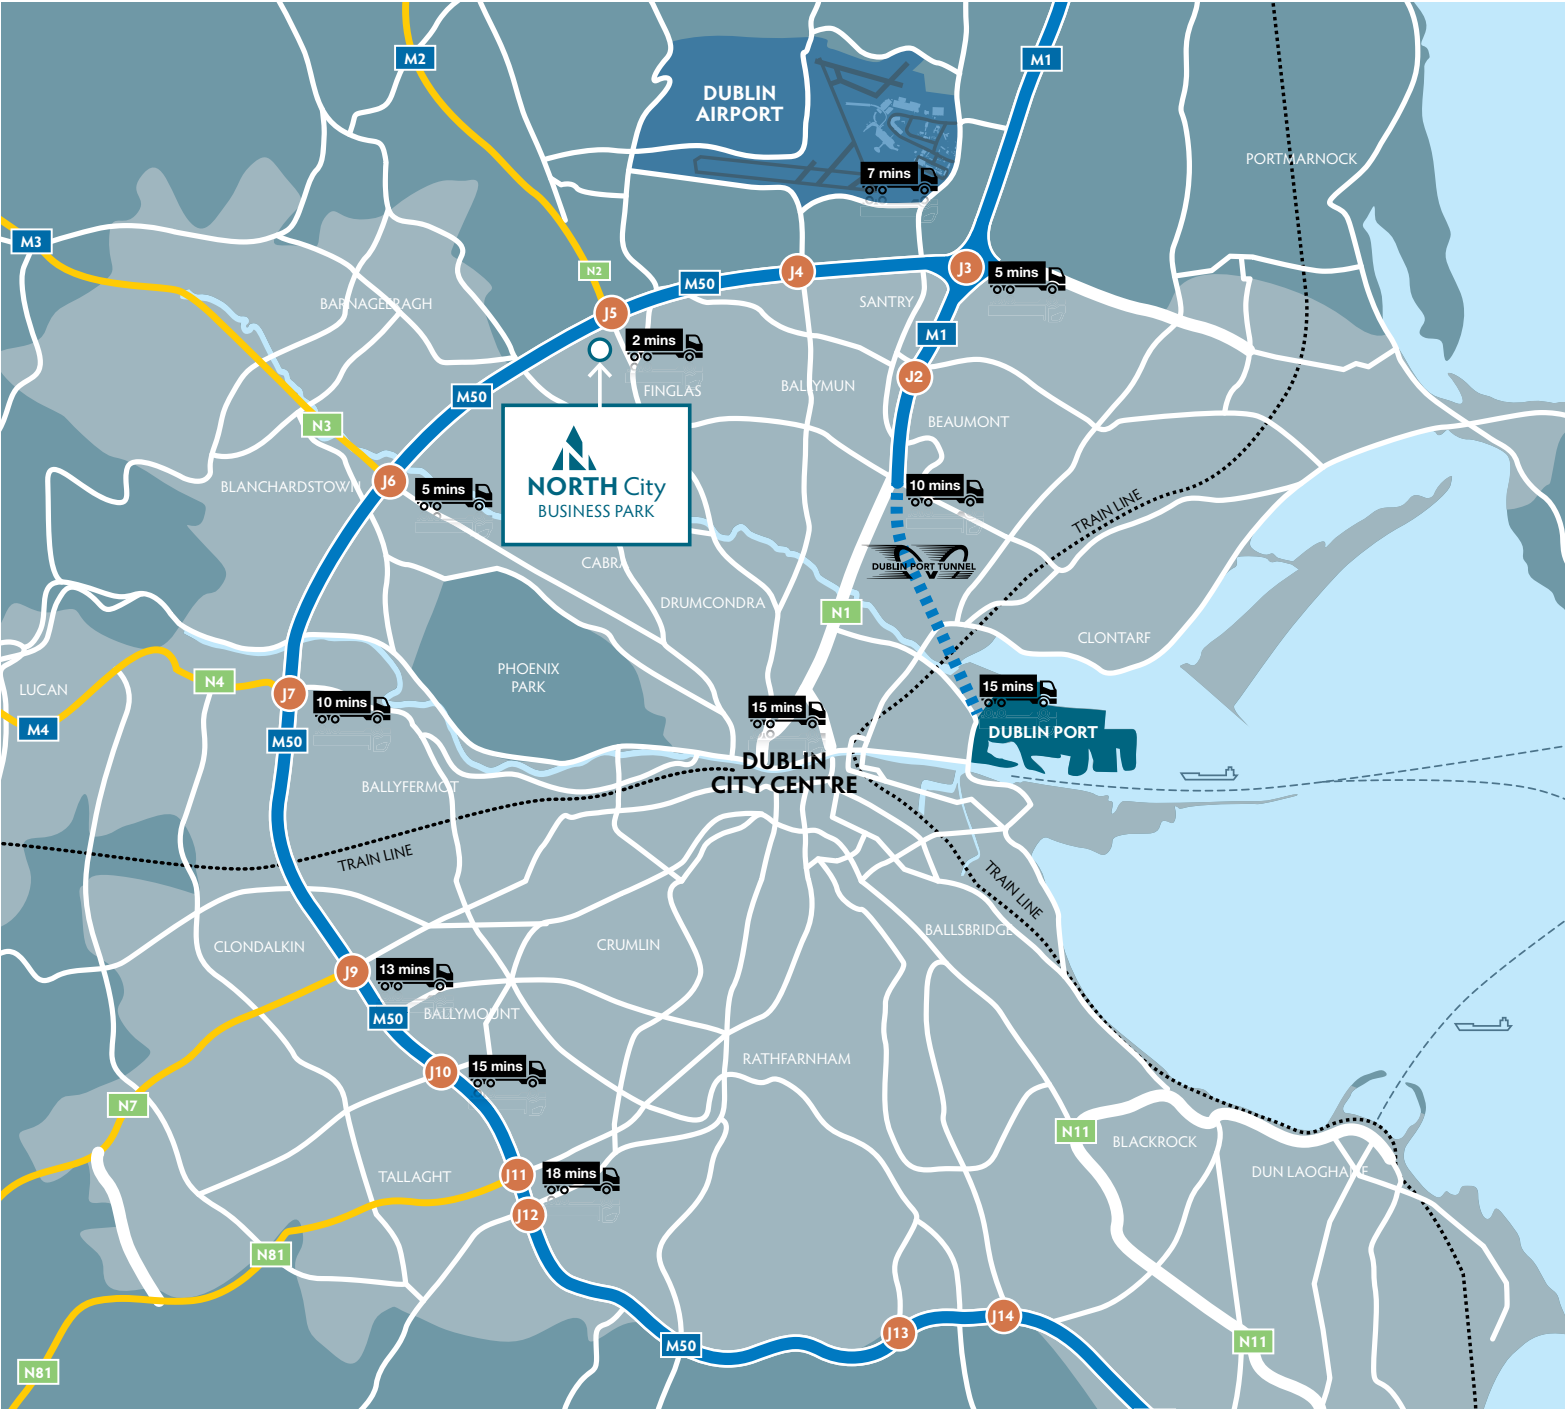 M2
M1
DUBLIN
AIRPORT
PORTMARNOCK
7 mins
M3
N2
J3
5 mins
J4
M50
BARNAGEERAGH
SANTRY
J5
M1
2 mins
J2
BALLYMUN
FINGLAS
M50
BEAUMONT
N3
NORTH City
BUSINESS PARK
BLANCHARDSTOWN
J6
5 mins
10 mins
TRAIN LINE
CABRA
DUBLIN PORT TUNNEL
DRUMCONDRA
N1
CLONTARF
PHOENIX
PARK
LUCAN
N4
J7
10 mins
15 mins
15 mins
M4
M50
DUBLIN PORT
DUBLIN
CITY CENTRE
BALLYFERMOT
TRAIN LINE
TRAIN LINE
BALLSBRIDGE
CLONDALKIN
CRUMLIN
J9
13 mins
M50
BALLYMOUNT
RATHFARNHAM
J10
15 mins
N7
N11
BLACKROCK
DUN LAOGHAIRE
TALLAGHT
J11
18 mins
J12
N81
J14
J13
M50
N11
N81